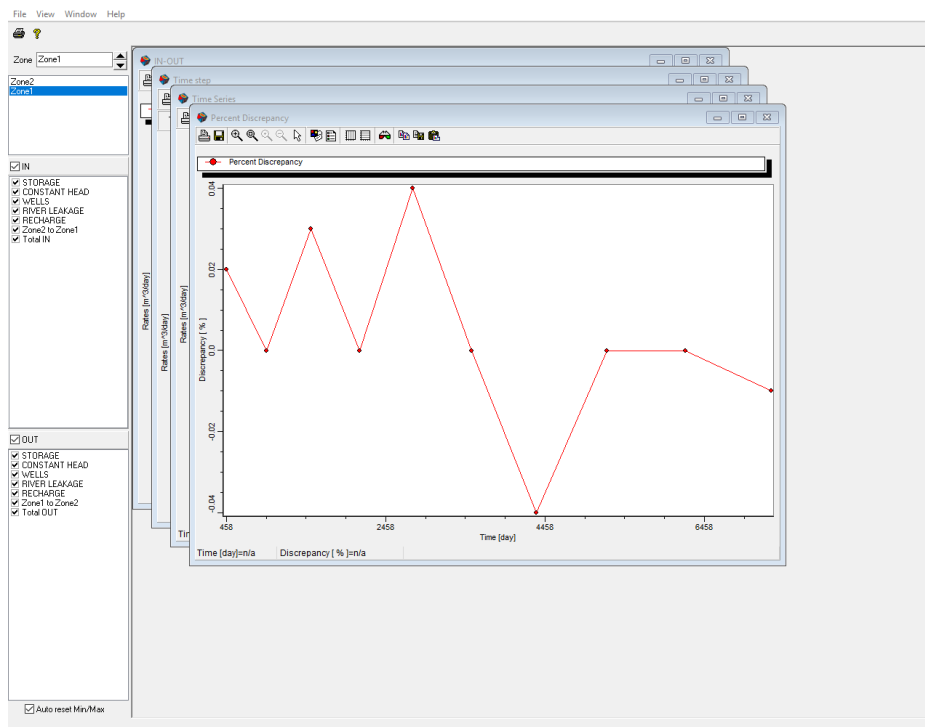 File View Window Help
Zone Zone1
Zone2
Zone1
IN
STORAGE
CONSTANT HEAD
WELLS
RIVER LEAKAGE
RECHARGE
Zone2 to Zone1
Total IN
OUT
STORAGE
CONSTANT HEAD
WELLS
RIVER LEAKAGE
RECHARGE
Zone1 to Zone2
Total OUT
Auto reset Min/Max
IN-OUT
Rates [m^3/day]
Time step
Rates [m^3/day]
Time Series
Rates [m^3/day]
Tim
Percent Discrepancy
Percent Discrepancy
Discrepancy [ % ]
0.04
0.02
0.0
-0.02
-0.04
458 2458 4458 6458
Time [day]
Time [day]=n/a Discrepancy [ % ]=n/a